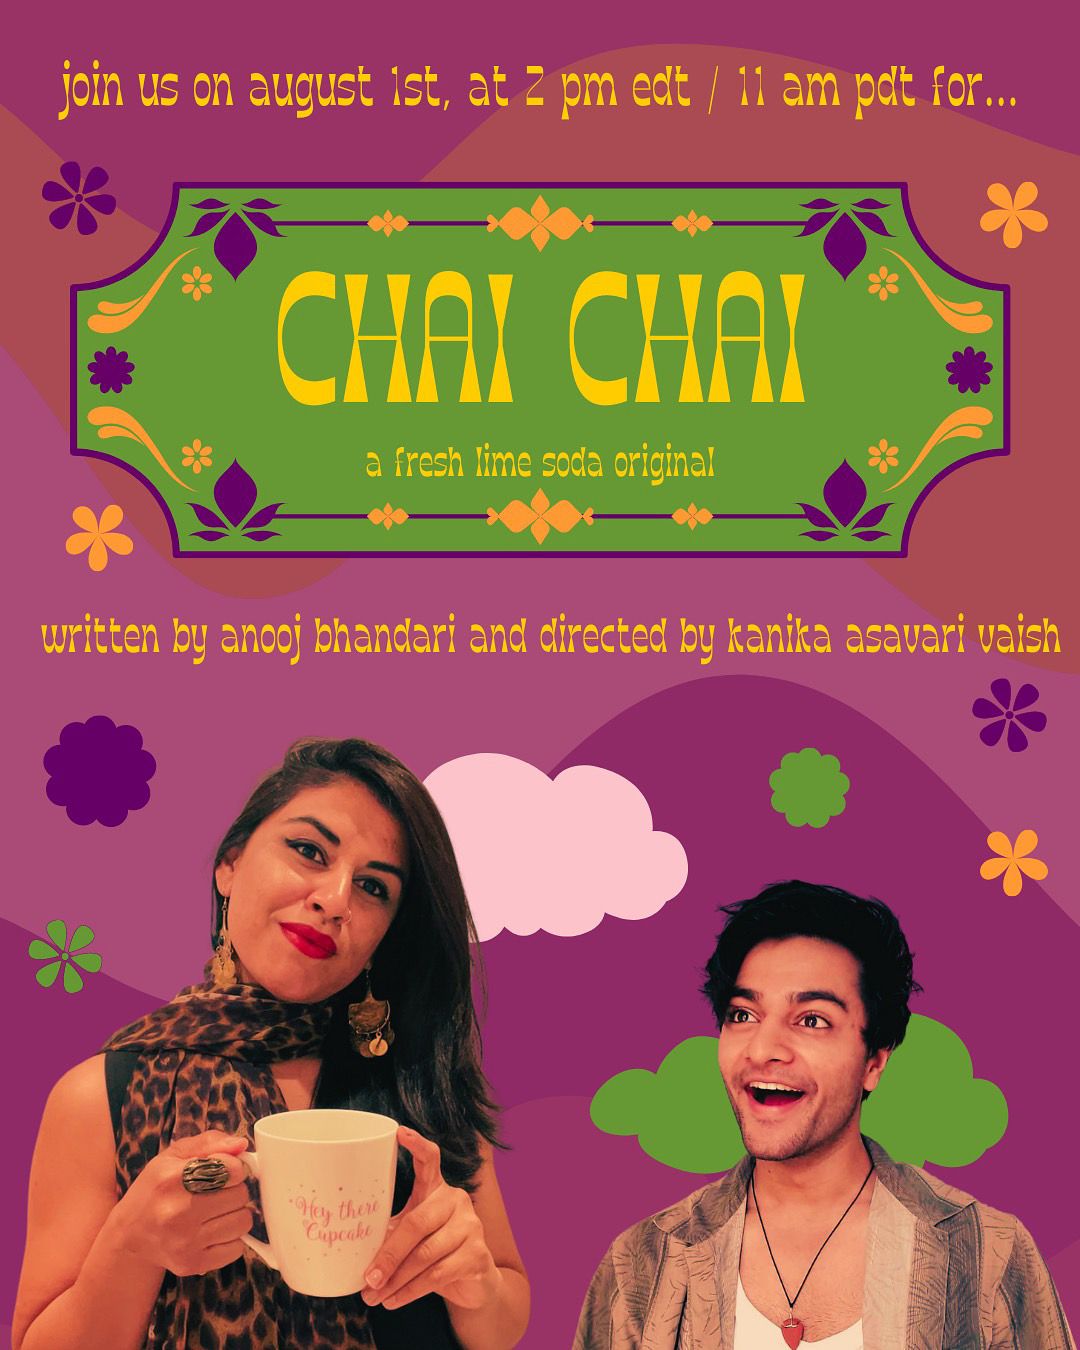 join us on august 1st, at 2 pm edt / 11 am pdt for...
CHAI CHAI
a fresh lime soda original
written by anooj bhandari and directed by kanika asavari vaish
Hey there
Cupcake